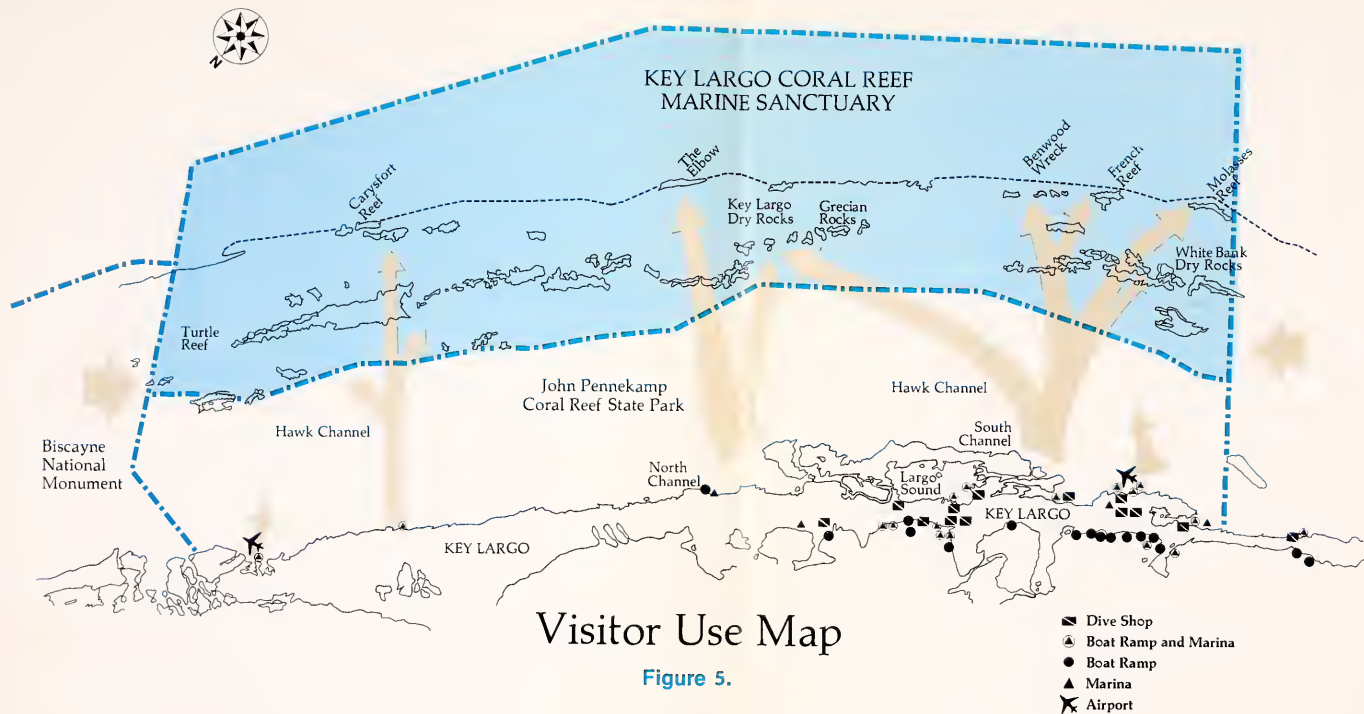 N
KEY LARGO CORAL REEF
MARINE SANCTUARY
Carysfort
Reef
The
Elbow
Benwood
Wreck
French
Reef
Molasses
Reef
Key Largo
Dry Rocks
Grecian
Rocks
White Bank
Dry Rocks
Turtle
Reef
John Pennekamp
Coral Reef State Park
Hawk Channel
Hawk Channel
Biscayne
National
Monument
South
Channel
North
Channel
Largo
Sound
KEY LARGO
KEY LARGO
Visitor Use Map
Figure 5.
Dive Shop
Boat Ramp and Marina
Boat Ramp
Marina
Airport